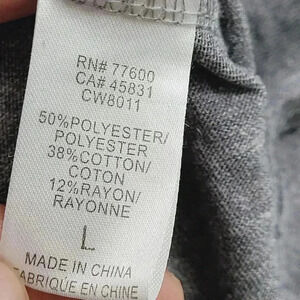 RN# 77600
CA# 45831
CW8011
50%POLYESTER/
POLYESTER
38%COTTON/
COTON
12%RAYON/
RAYONNE
L
MADE IN CHINA
FABRIQUÉ EN CHINE